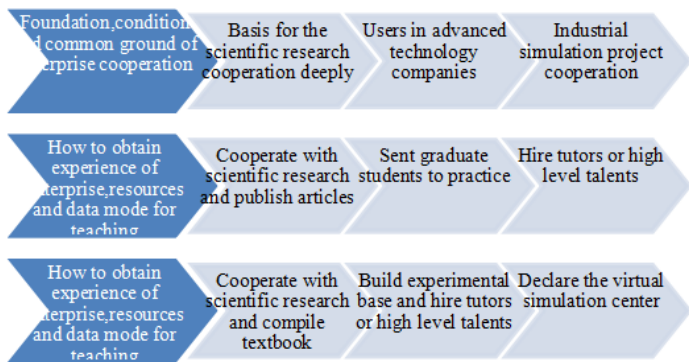 Foundation,condition
d common ground of
erprise cooperation
Basis for the
scientific research
cooperation deeply
Users in advanced
technology
companies
Industrial
simulation project
cooperation
How to obtain
experience of
terprise,resources
and data mode for
teaching
Cooperate with
scientific research
and publish articles
Sent graduate
students to practice
Hire tutors or high
level talents
How to obtain
experience of
terprise,resources
and data mode for
teaching
Cooperate with
scientific research
and compile
textbook
Build experimental
base and hire tutors
or high level talents
Declare the virtual
simulation center